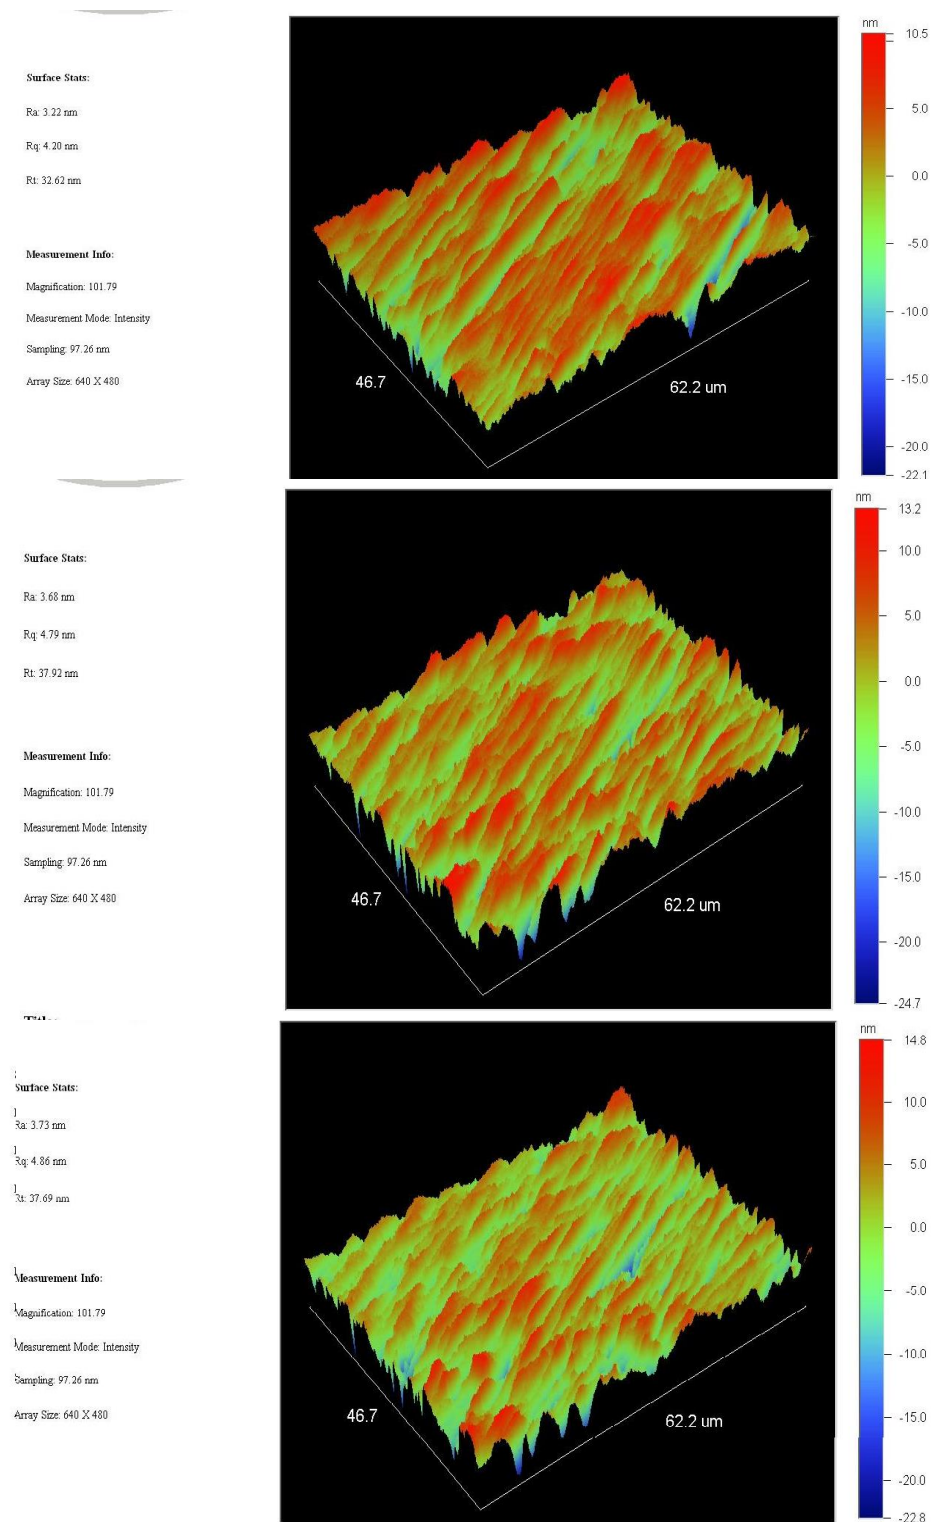 nm
10.5
Surface Stats:
5.0
Ra: 3.22 nm
Rq: 4.20 nm
0.0
Rt: 32.62 nm
-5.0
Measurement Info:
Magnification: 101.79
-10.0
Measurement Mode: Intensity
Sampling: 97.26 nm
-15.0
Array Size: 640 X 480
46.7
62.2 um
-20.0
-22.1
nm
13.2
10.0
Surface Stats:
Ra: 3.68 nm
5.0
Rq: 4.79 nm
Rt: 37.92 nm
0.0
-5.0
Measurement Info:
Magnification: 101.79
-10.0
Measurement Mode: Intensity
Sampling: 97.26 nm
-15.0
Array Size: 640 X 480
46.7
62.2 um
-20.0
-24.7
nm
14.8
Surface Stats:
10.0
Ra: 3.73 nm
Rq: 4.86 nm
5.0
Rt: 37.69 nm
0.0
-5.0
Measurement Info:
Magnification: 101.79
-10.0
Measurement Mode: Intensity
Sampling: 97.26 nm
Array Size: 640 X 480
46.7
62.2 um
-15.0
-20.0
-22.8